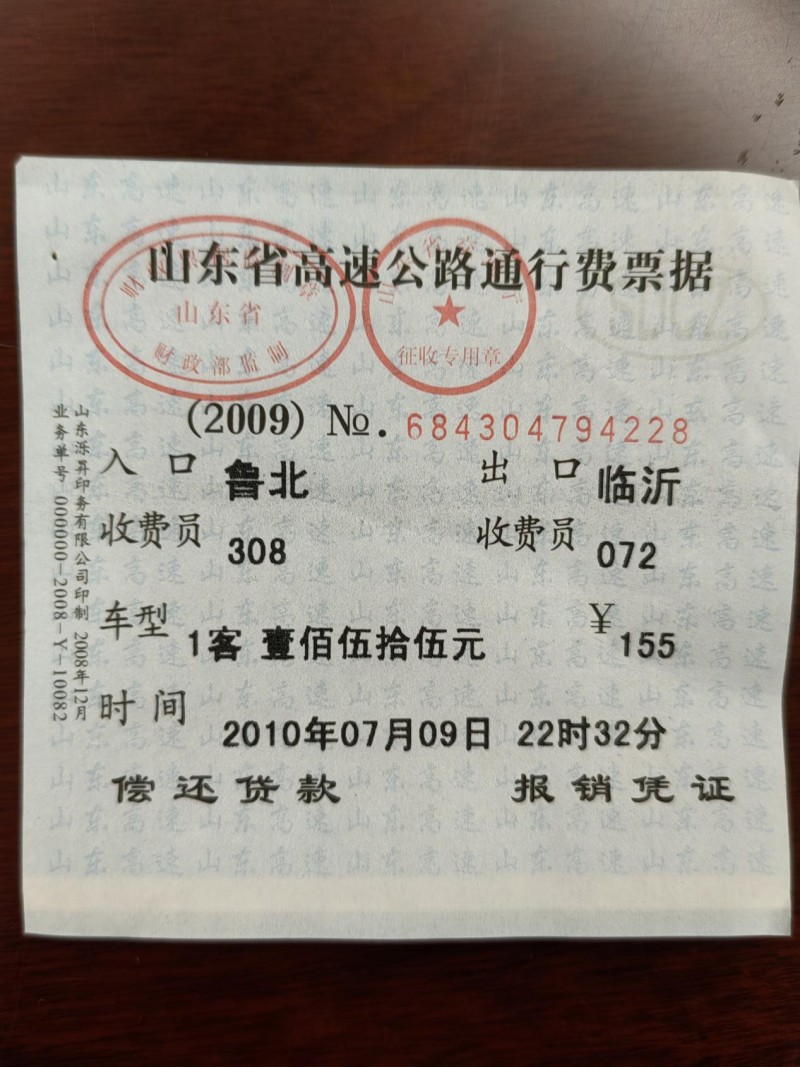 山东省高速公路通行费票据
山东省
财政部监制
征收专用章
(2009) №. 684304794228
入口 鲁北 出口 临沂
收费员 308 收费员 072
车型 1客 壹佰伍拾伍元 ¥155
时间 2010年07月09日 22时32分
偿还贷款 报销凭证
山东泺昇印务有限公司印制 2008年12月
业务单号 000000-2008-Y-10082
山东高速